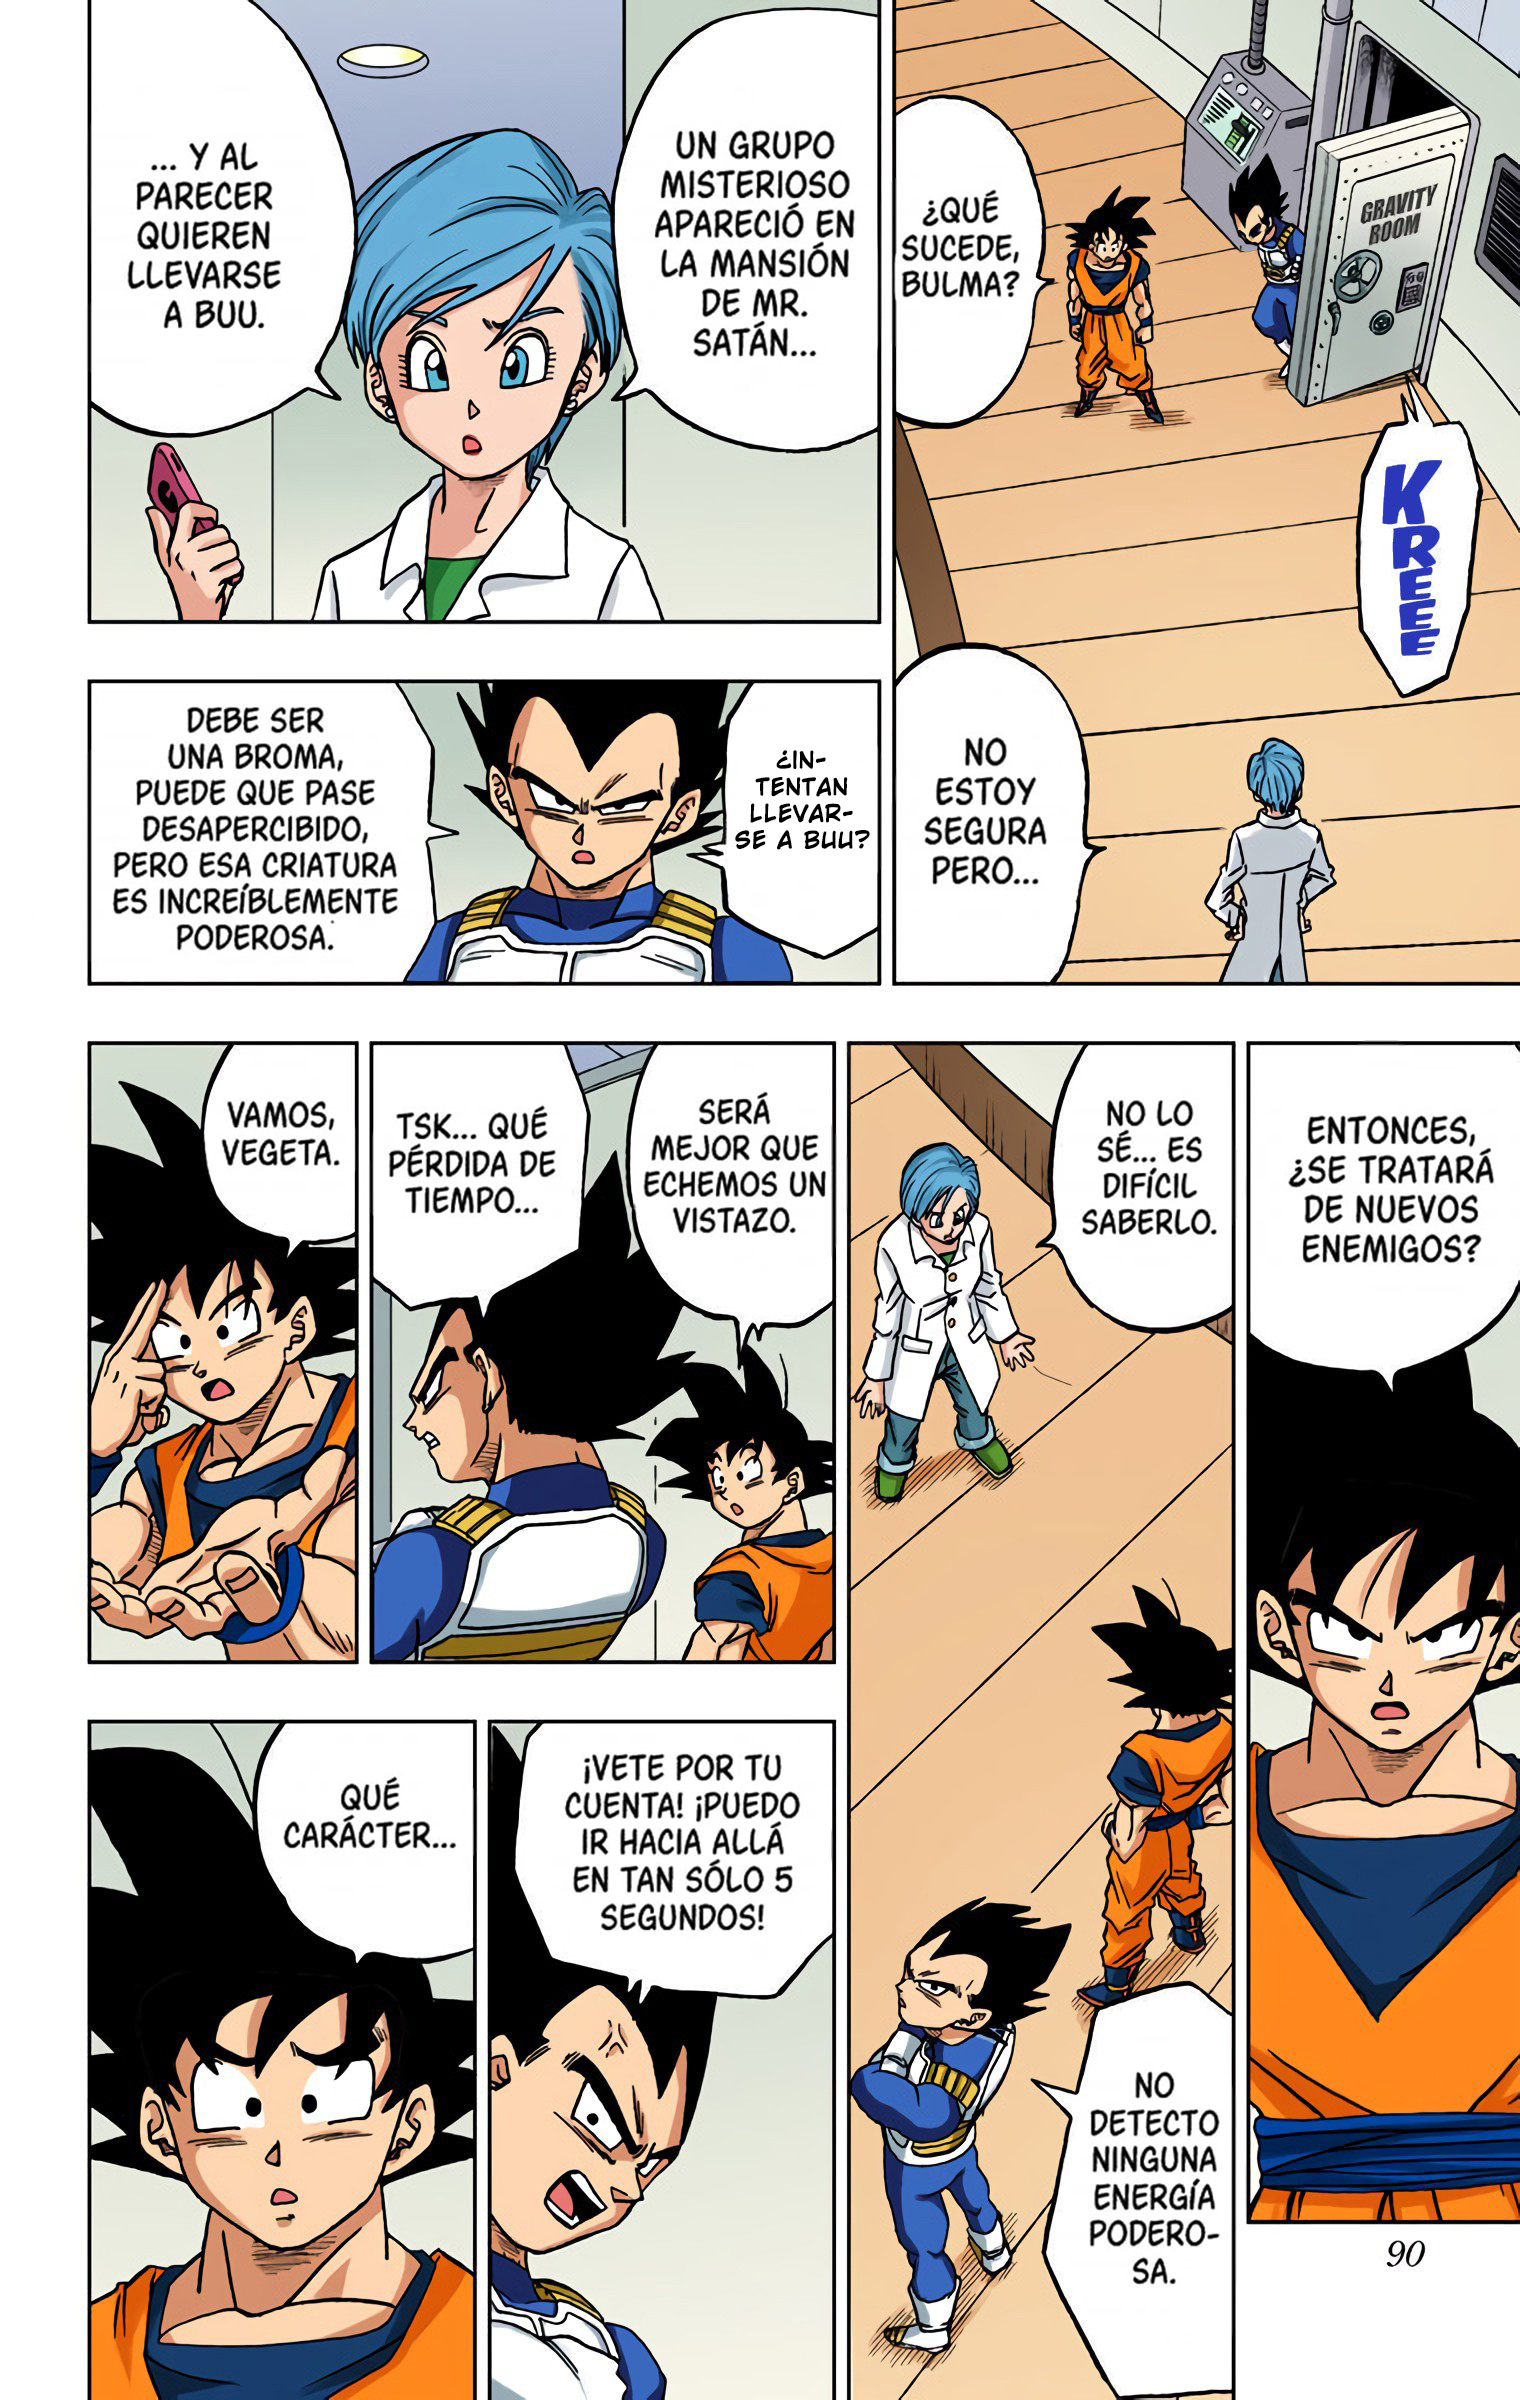 ¿QUÉ
SUCEDE,
BULMA?
GRAVITY
ROOM
KREEE
NO
ESTOY
SEGURA
PERO...
UN GRUPO
MISTERIOSO
APARECIÓ EN
LA MANSIÓN
DE MR.
SATÁN...
... Y AL
PARECER
QUIEREN
LLEVARSE
A BUU.
¿IN-
TENTAN
LLEVAR-
SE A BUU?
DEBE SER
UNA BROMA,
PUEDE QUE PASE
DESAPERCIBIDO,
PERO ESA CRIATURA
ES INCREÍBLEMENTE
PODEROSA.
ENTONCES,
¿SE TRATARÁ
DE NUEVOS
ENEMIGOS?
NO LO
SÉ... ES
DIFÍCIL
SABERLO.
NO
DETECTO
NINGUNA
ENERGÍA
PODERO-
SA.
SERÁ
MEJOR QUE
ECHEMOS UN
VISTAZO.
TSK... QUÉ
PÉRDIDA DE
TIEMPO...
VAMOS,
VEGETA.
¡VETE POR TU
CUENTA! ¡PUEDO
IR HACIA ALLÁ
EN TAN SÓLO 5
SEGUNDOS!
QUÉ
CARÁCTER...
90